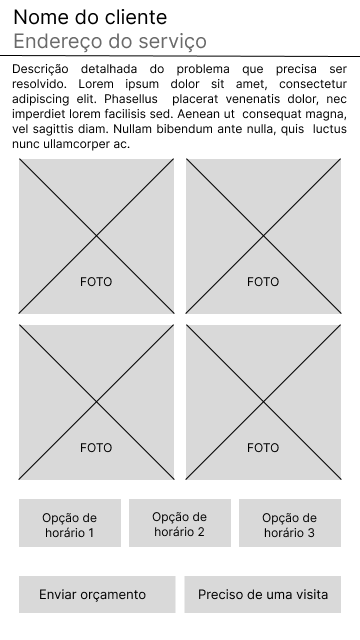 Nome do cliente
Endereço do serviço
Descrição detalhada do problema que precisa ser
resolvido. Lorem ipsum dolor sit amet, consectetur
adipiscing elit. Phasellus placerat venenatis dolor, nec
imperdiet lorem facilisis sed. Aenean ut consequat magna,
vel sagittis diam. Nullam bibendum ante nulla, quis luctus
nunc ullamcorper ac.
FOTO
FOTO
FOTO
FOTO
Opção de
horário 1
Opção de
horário 2
Opção de
horário 3
Enviar orçamento
Preciso de uma visita